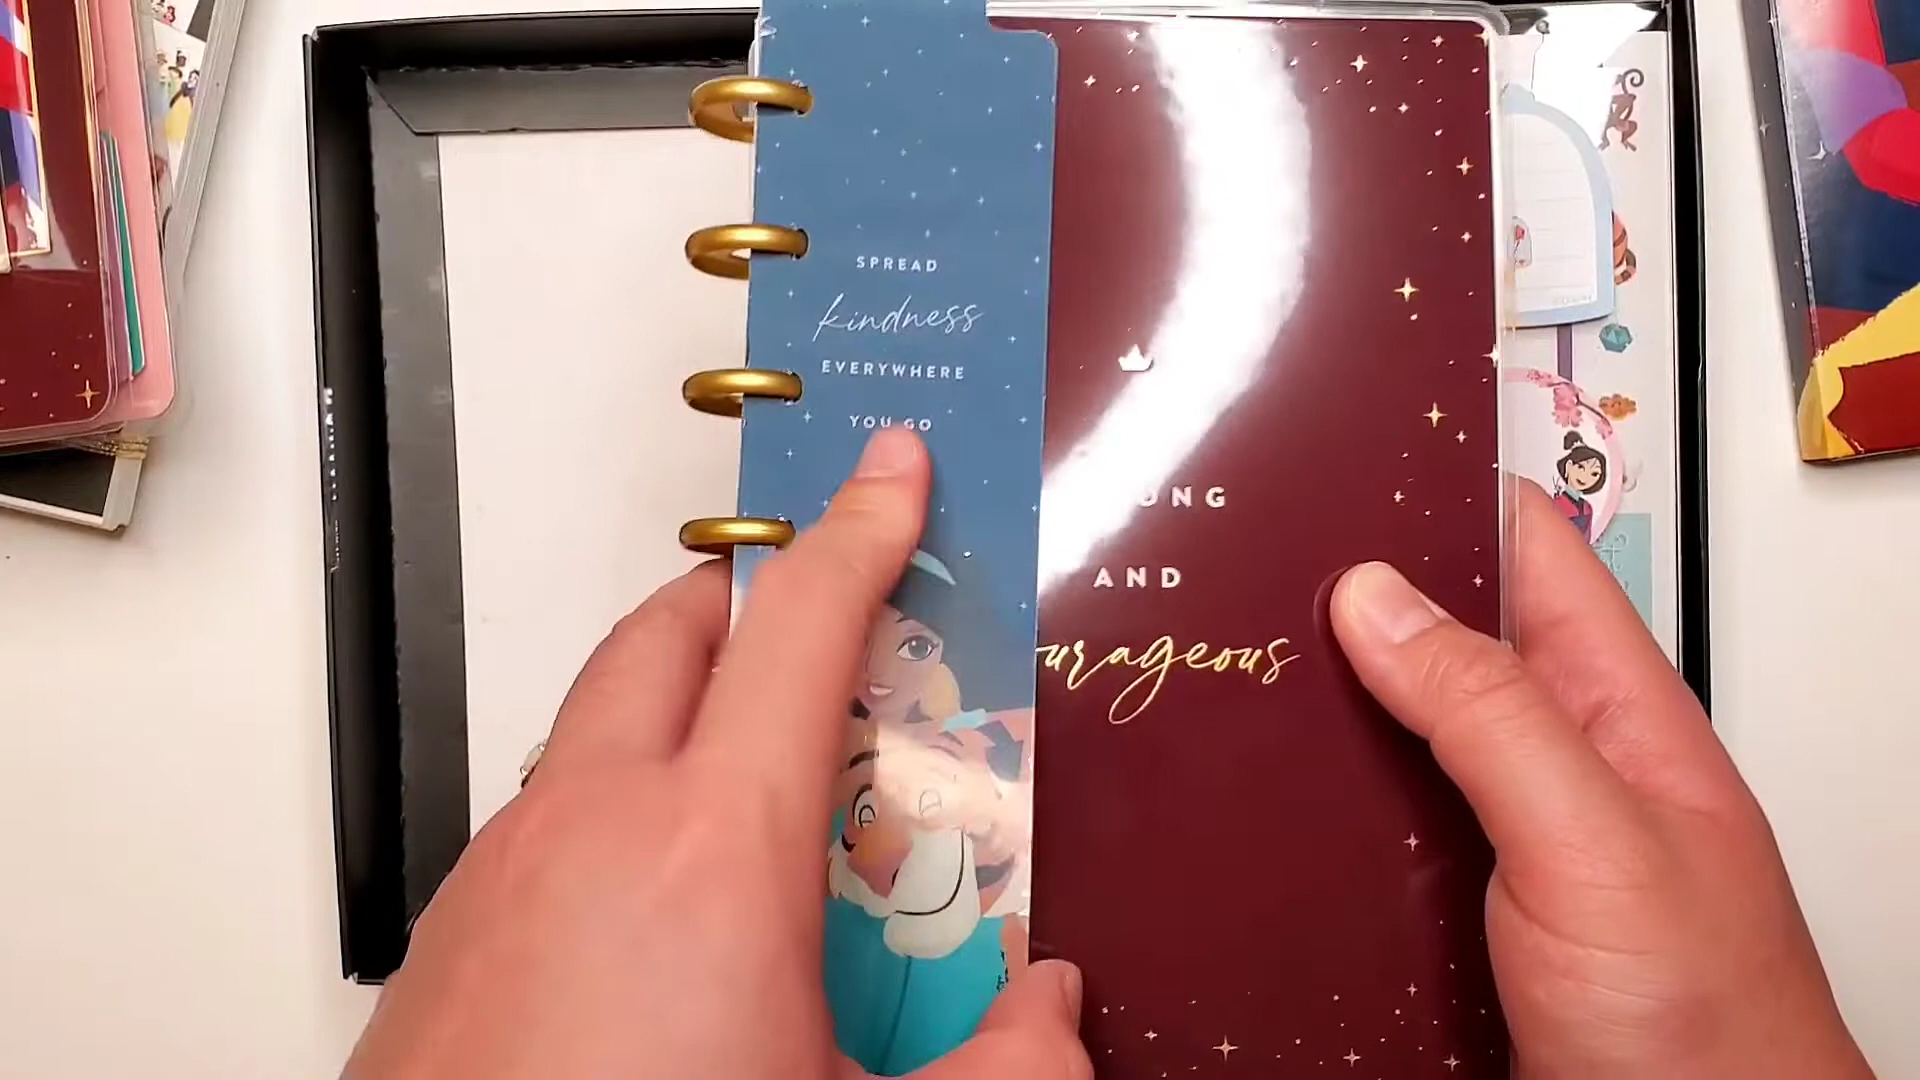 SPREAD
kindness
EVERYWHERE
YOU GO
ONG
AND
urageous